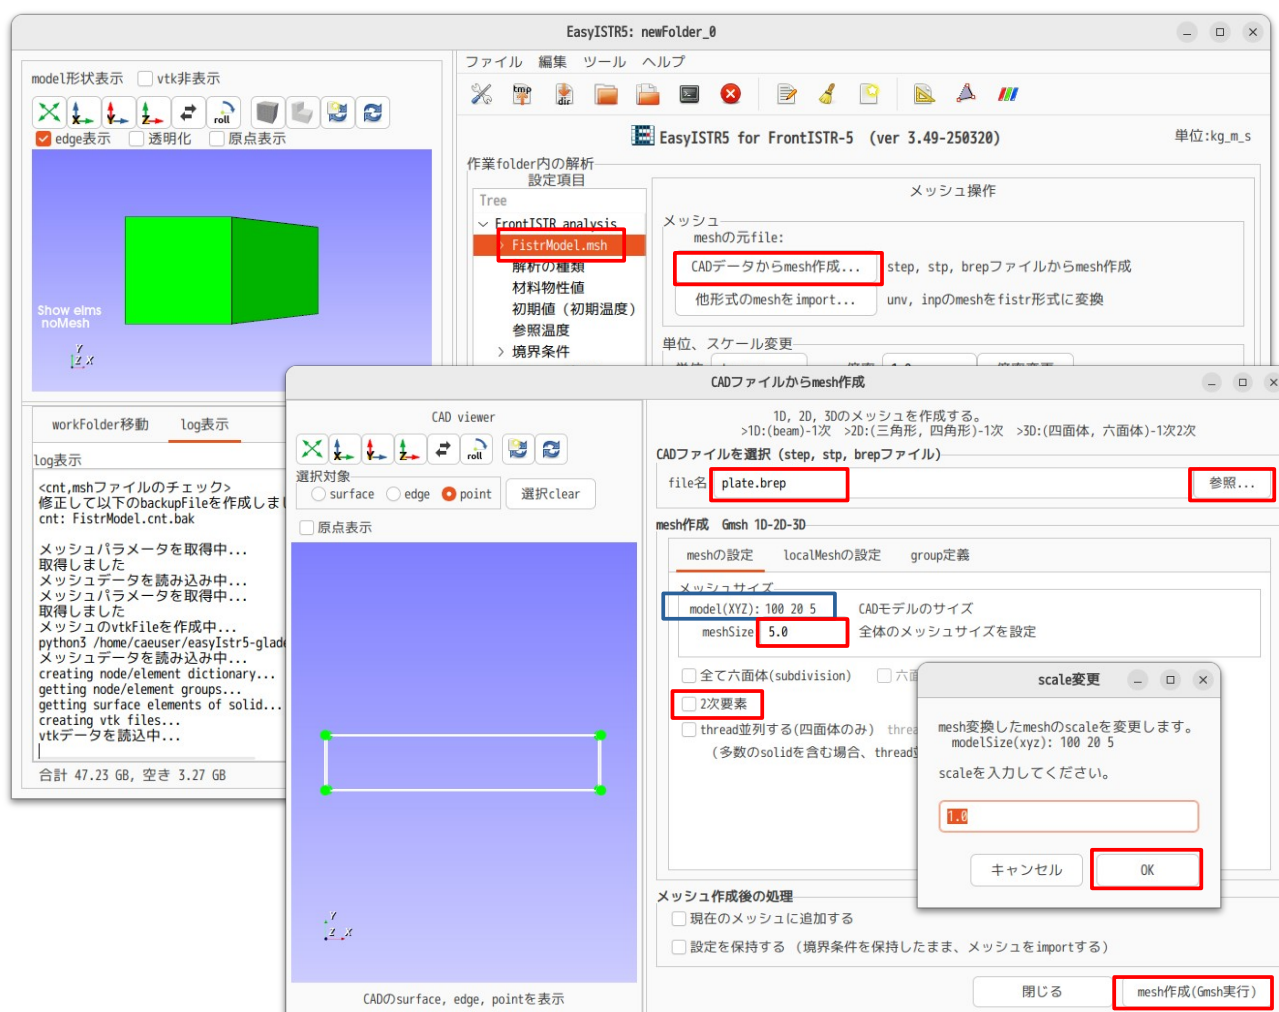 EasyISTR5: newFolder_0
model形状表示 vtk非表示
roll
edge表示 透明化 原点表示
Show elms
noMesh
Y
Z X
workFolder移動 log表示
log表示
<cnt,mshファイルのチェック>
修正して以下のbackupFileを作成しま
cnt: FistrModel.cnt.bak
メッシュパラメータを取得中...
取得しました
メッシュデータを読み込み中...
メッシュパラメータを取得中...
取得しました
メッシュのvtkFileを作成中...
python3 /home/caeuser/easyIstr5-glade
メッシュデータを読み込み中...
creating node/element dictionary...
getting node/element groups...
getting surface elements of solid...
creating vtk files...
vtkデータを読込中...
合計 47.23 GB, 空き 3.27 GB
ファイル 編集 ツール ヘルプ
tmp dir
EasyISTR5 for FrontISTR-5 (ver 3.49-250320) 単位:kg_m_s
作業folder内の解析
設定項目
Tree
FrontISTR analysis
FistrModel.msh
解析の種類
材料物性値
初期値（初期温度）
参照温度
境界条件
メッシュ操作
メッシュ
meshの元file:
CADデータからmesh作成... step, stp, brepファイルからmesh作成
他形式のmeshをimport... unv, inpのmeshをfistr形式に変換
単位、スケール変更
CADファイルからmesh作成
CAD viewer
roll
選択対象
surface edge point 選択clear
原点表示
Y
Z X
CADのsurface, edge, pointを表示
1D, 2D, 3Dのメッシュを作成する。
>1D:(beam)-1次 >2D:(三角形, 四角形)-1次 >3D:(四面体, 六面体)-1次2次
CADファイルを選択 (step, stp, brepファイル)
file名 plate.brep 参照...
mesh作成 Gmsh 1D-2D-3D
meshの設定 localMeshの設定 group定義
メッシュサイズ
model(XYZ): 100 20 5 CADモデルのサイズ
meshSize 5.0 全体のメッシュサイズを設定
全て六面体(subdivision) 六面
2次要素
thread並列する(四面体のみ) threa
(多数のsolidを含む場合、thread
メッシュ作成後の処理
現在のメッシュに追加する
設定を保持する (境界条件を保持したまま、メッシュをimportする)
閉じる mesh作成(Gmsh実行)
scale変更
mesh変換したmeshのscaleを変更します。
modelSize(xyz): 100 20 5
scaleを入力してください。
1.0
キャンセル OK